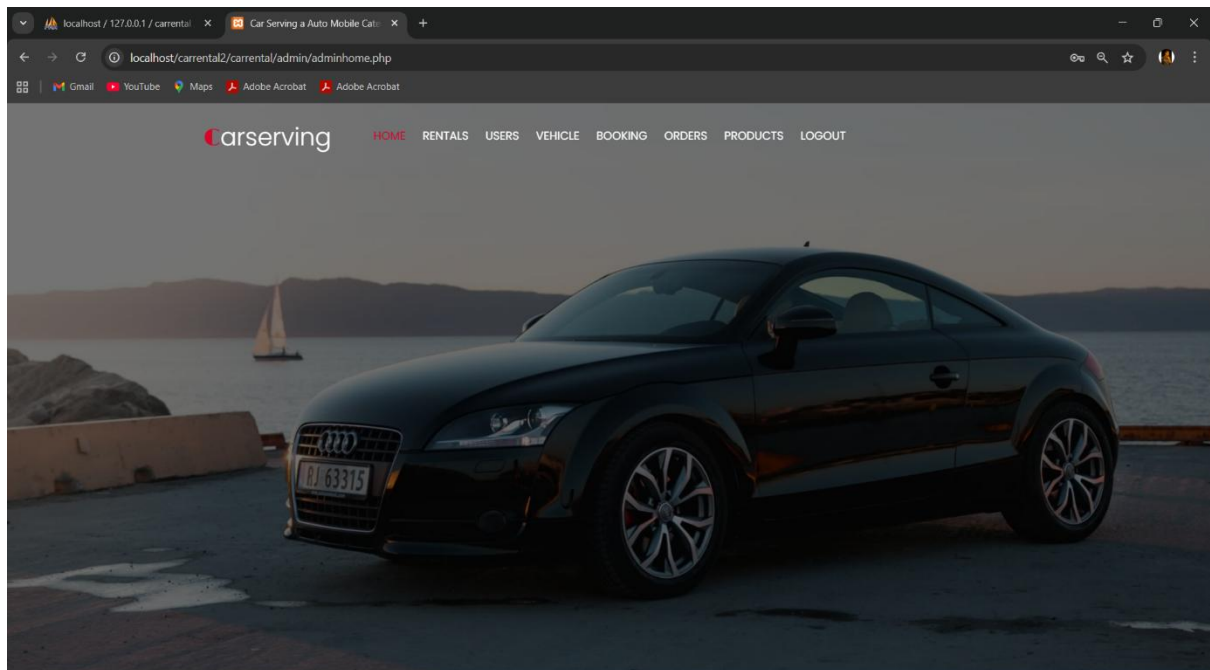 localhost / 127.0.0.1 / carrental
Car Serving a Auto Mobile Cate
localhost/carrental2/carrental/admin/adminhome.php
Gmail YouTube Maps Adobe Acrobat Adobe Acrobat
Carserving HOME RENTALS USERS VEHICLE BOOKING ORDERS PRODUCTS LOGOUT
RJ 63315